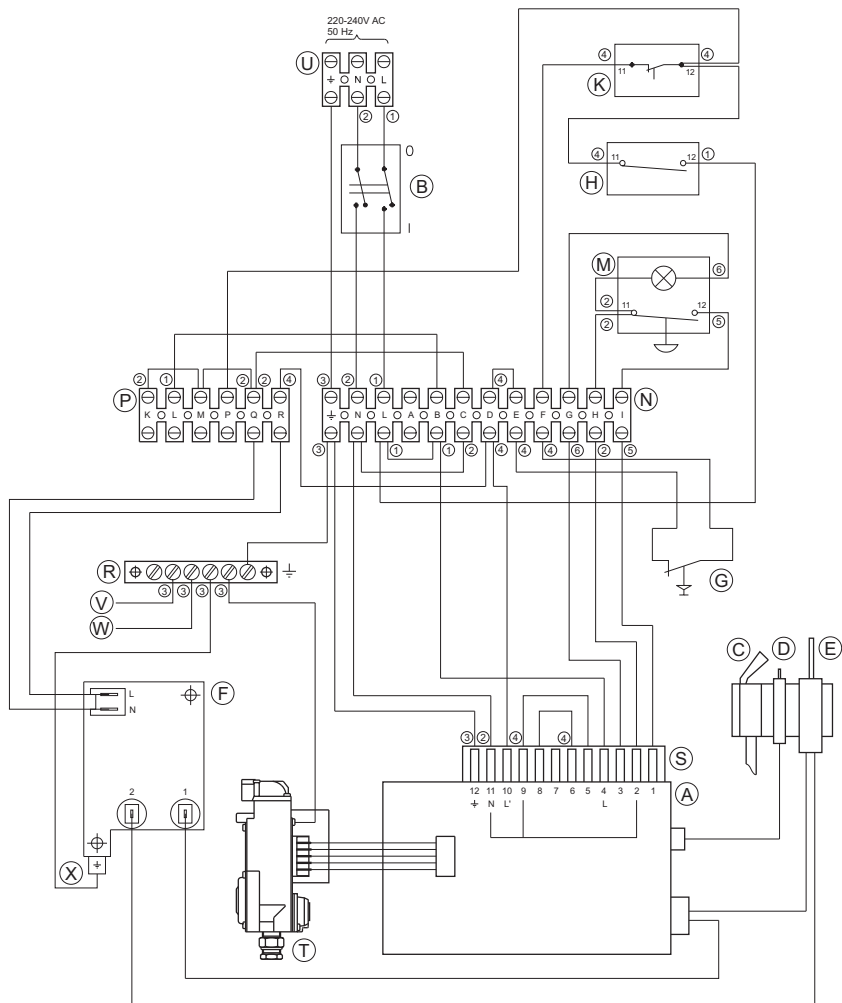 220-240V AC
50 Hz
U
N L
2 1
4 4
11 12
K
O
B
I
4 11 12 1
H
M
6
2 11 12
2 5
2 1 2 2 4 3 2 1 4
P K L M P Q R
N L A B C D E F G H I N
3 1 1 2 4 4 4 6 2 5
R
3 3 3 3
V
W
G
C D E
F
L
N
2 1
X
3 2 4 4
S
12 11 10 9 8 7 6 5 4 3 2 1
N L' L
A
T